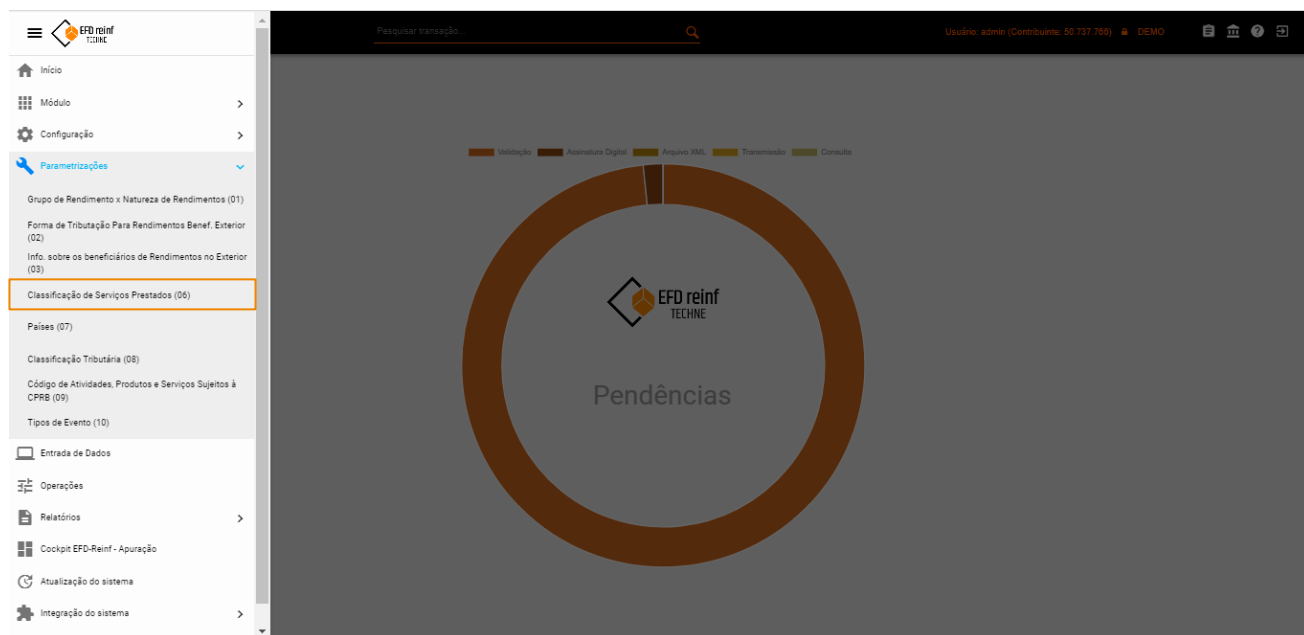 EFD reinf
TECHNE
Pesquisar transação...
Usuário: admin (Contribuinte: 50.737.766)
DEMO
Início
Módulo
Configuração
Parametrizações
Grupo de Rendimento x Natureza de Rendimentos (01)
Forma de Tributação Para Rendimentos Benef. Exterior
(02)
Info. sobre os beneficiários de Rendimentos no Exterior
(03)
Classificação de Serviços Prestados (06)
Países (07)
Classificação Tributária (08)
Código de Atividades, Produtos e Serviços Sujeitos à
CPRB (09)
Tipos de Evento (10)
Entrada de Dados
Operações
Relatórios
Cockpit EFD-Reinf - Apuração
Atualização do sistema
Integração do sistema
Validação Assinatura Digital Arquivo XML Transmissão Consulta
EFD reinf
TECHNE
Pendências